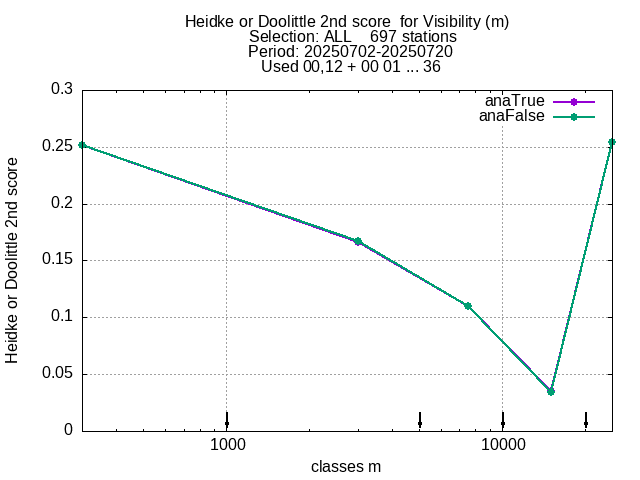 Heidke or Doolittle 2nd score for Visibility (m)
Selection: ALL 697 stations
Period: 20250702-20250720
Used 00,12 + 00 01 ... 36
anaTrue
anaFalse
0.3
0.25
0.2
0.15
0.1
0.05
0
Heidke or Doolittle 2nd score
1000
10000
classes m